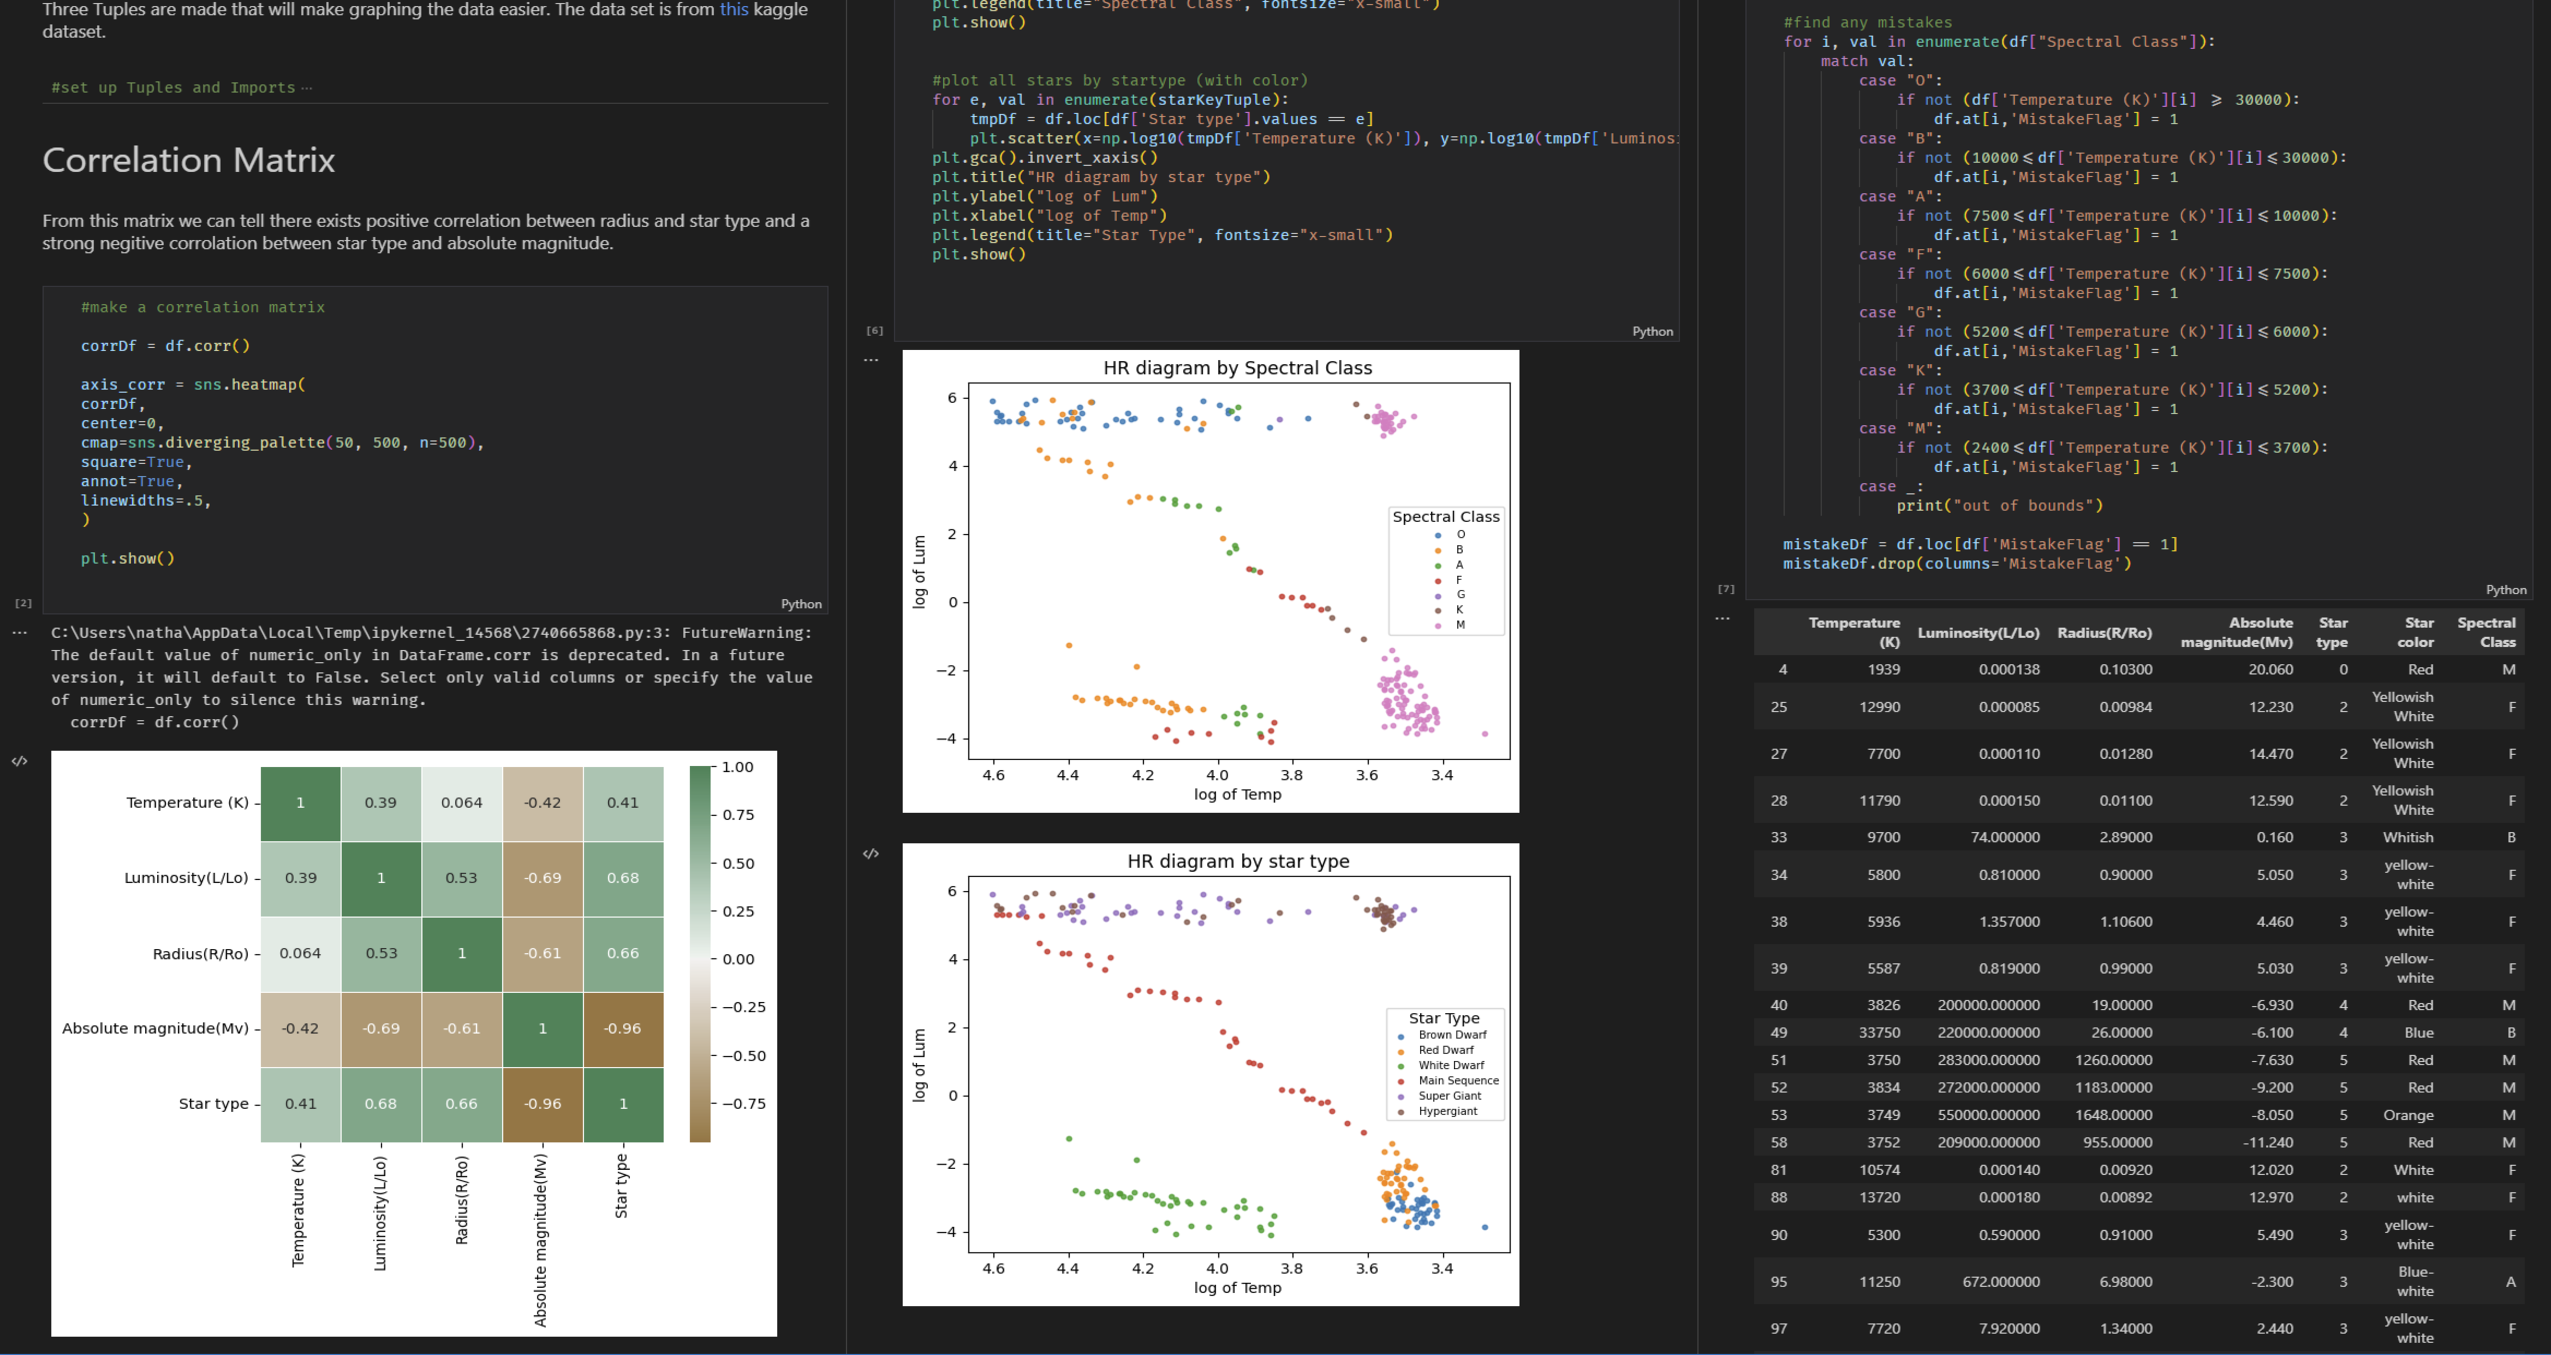 Three Tuples are made that will make graphing the data easier. The data set is from this kaggle
dataset.
#set up Tuples and Imports ···
Correlation Matrix
From this matrix we can tell there exists positive correlation between radius and star type and a
strong negitive corrolation between star type and absolute magnitude.
#make a correlation matrix
corrDf = df.corr()
axis_corr = sns.heatmap(
corrDf,
center=0,
cmap=sns.diverging_palette(50, 500, n=500),
square=True,
annot=True,
linewidths=.5,
)
plt.show()
[2]
Python
C:\Users\natha\AppData\Local\Temp\ipykernel_14568\2740665868.py:3: FutureWarning:
The default value of numeric_only in DataFrame.corr is deprecated. In a future
version, it will default to False. Select only valid columns or specify the value
of numeric_only to silence this warning.
corrDf = df.corr()
Temperature (K) 1 0.39 0.064 -0.42 0.41
Luminosity(L/Lo) 0.39 1 0.53 -0.69 0.68
Radius(R/Ro) 0.064 0.53 1 -0.61 0.66
Absolute magnitude(Mv) -0.42 -0.69 -0.61 1 -0.96
Star type 0.41 0.68 0.66 -0.96 1
Temperature (K)
Luminosity(L/Lo)
Radius(R/Ro)
Absolute magnitude(Mv)
Star type
1.00
0.75
0.50
0.25
0.00
−0.25
−0.50
−0.75
plt.legend(title="Spectral Class", fontsize="x-small")
plt.show()
#plot all stars by startype (with color)
for e, val in enumerate(starKeyTuple):
tmpDf = df.loc[df['Star type'].values == e]
plt.scatter(x=np.log10(tmpDf['Temperature (K)']), y=np.log10(tmpDf['Luminos
plt.gca().invert_xaxis()
plt.title("HR diagram by star type")
plt.ylabel("log of Lum")
plt.xlabel("log of Temp")
plt.legend(title="Star Type", fontsize="x-small")
plt.show()
[6]
Python
HR diagram by Spectral Class
log of Lum
6
4
2
0
−2
−4
Spectral Class
O
B
A
F
G
K
M
4.6 4.4 4.2 4.0 3.8 3.6 3.4
log of Temp
HR diagram by star type
log of Lum
6
4
2
0
−2
−4
Star Type
Brown Dwarf
Red Dwarf
White Dwarf
Main Sequence
Super Giant
Hypergiant
4.6 4.4 4.2 4.0 3.8 3.6 3.4
log of Temp
#find any mistakes
for i, val in enumerate(df["Spectral Class"]):
match val:
case "O":
if not (df['Temperature (K)'][i] ≥ 30000):
df.at[i,'MistakeFlag'] = 1
case "B":
if not (10000≤df['Temperature (K)'][i]≤30000):
df.at[i,'MistakeFlag'] = 1
case "A":
if not (7500≤df['Temperature (K)'][i]≤10000):
df.at[i,'MistakeFlag'] = 1
case "F":
if not (6000≤df['Temperature (K)'][i]≤7500):
df.at[i,'MistakeFlag'] = 1
case "G":
if not (5200≤df['Temperature (K)'][i]≤6000):
df.at[i,'MistakeFlag'] = 1
case "K":
if not (3700≤df['Temperature (K)'][i]≤5200):
df.at[i,'MistakeFlag'] = 1
case "M":
if not (2400≤df['Temperature (K)'][i]≤3700):
df.at[i,'MistakeFlag'] = 1
case _:
print("out of bounds")
mistakeDf = df.loc[df['MistakeFlag'] == 1]
mistakeDf.drop(columns='MistakeFlag')
[7]
Python
Temperature (K) Luminosity(L/Lo) Radius(R/Ro) Absolute magnitude(Mv) Star type Star color Spectral Class
4 1939 0.000138 0.10300 20.060 0 Red M
25 12990 0.000085 0.00984 12.230 2 Yellowish White F
27 7700 0.000110 0.01280 14.470 2 Yellowish White F
28 11790 0.000150 0.01100 12.590 2 Yellowish White F
33 9700 74.000000 2.89000 0.160 3 Whitish B
34 5800 0.810000 0.90000 5.050 3 yellow-white F
38 5936 1.357000 1.10600 4.460 3 yellow-white F
39 5587 0.819000 0.99000 5.030 3 yellow-white F
40 3826 200000.000000 19.00000 -6.930 4 Red M
49 33750 220000.000000 26.00000 -6.100 4 Blue B
51 3750 283000.000000 1260.00000 -7.630 5 Red M
52 3834 272000.000000 1183.00000 -9.200 5 Red M
53 3749 550000.000000 1648.00000 -8.050 5 Orange M
58 3752 209000.000000 955.00000 -11.240 5 Red M
81 10574 0.000140 0.00920 12.020 2 White F
88 13720 0.000180 0.00892 12.970 2 white F
90 5300 0.590000 0.91000 5.490 3 yellow-white F
95 11250 672.000000 6.98000 -2.300 3 Blue-white A
97 7720 7.920000 1.34000 2.440 3 yellow-white F